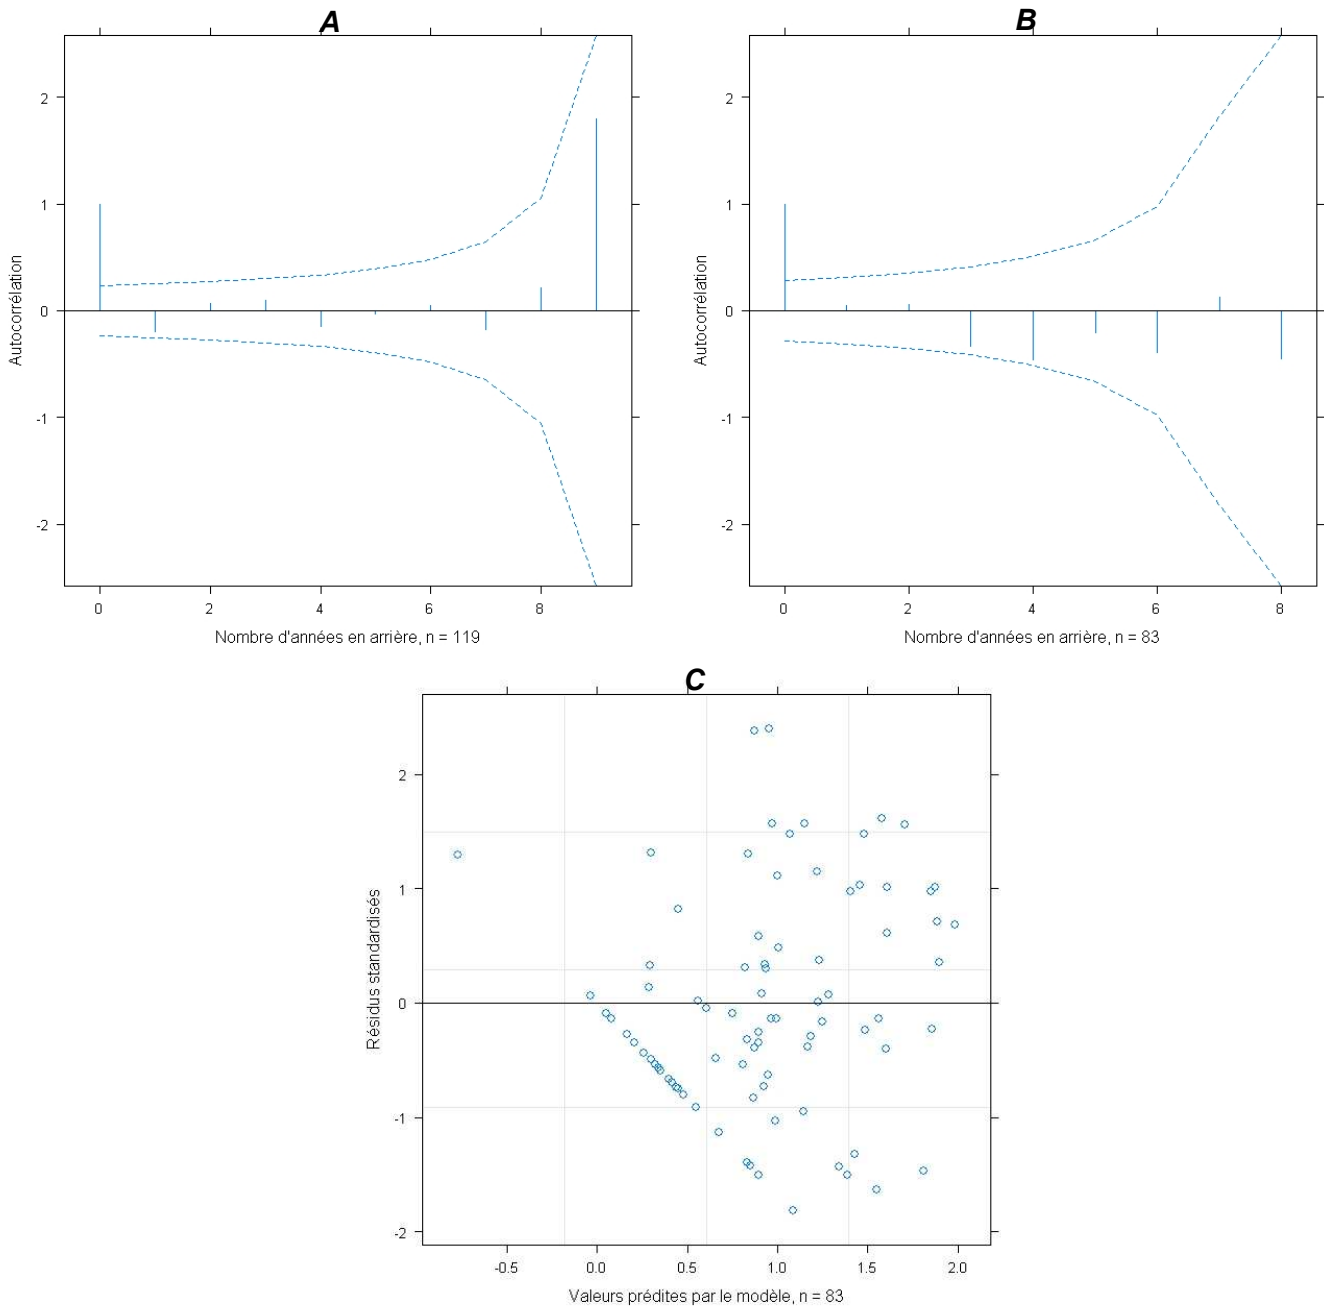 A
2
1
0
-1
-2
Autocorrélation
0 2 4 6 8
Nombre d'années en arrière, n = 119
B
2
1
0
-1
-2
Autocorrélation
0 2 4 6 8
Nombre d'années en arrière, n = 83
C
2
1
0
-1
-2
Résidus standardisés
-0.5 0.0 0.5 1.0 1.5 2.0
Valeurs prédites par le modèle, n = 83